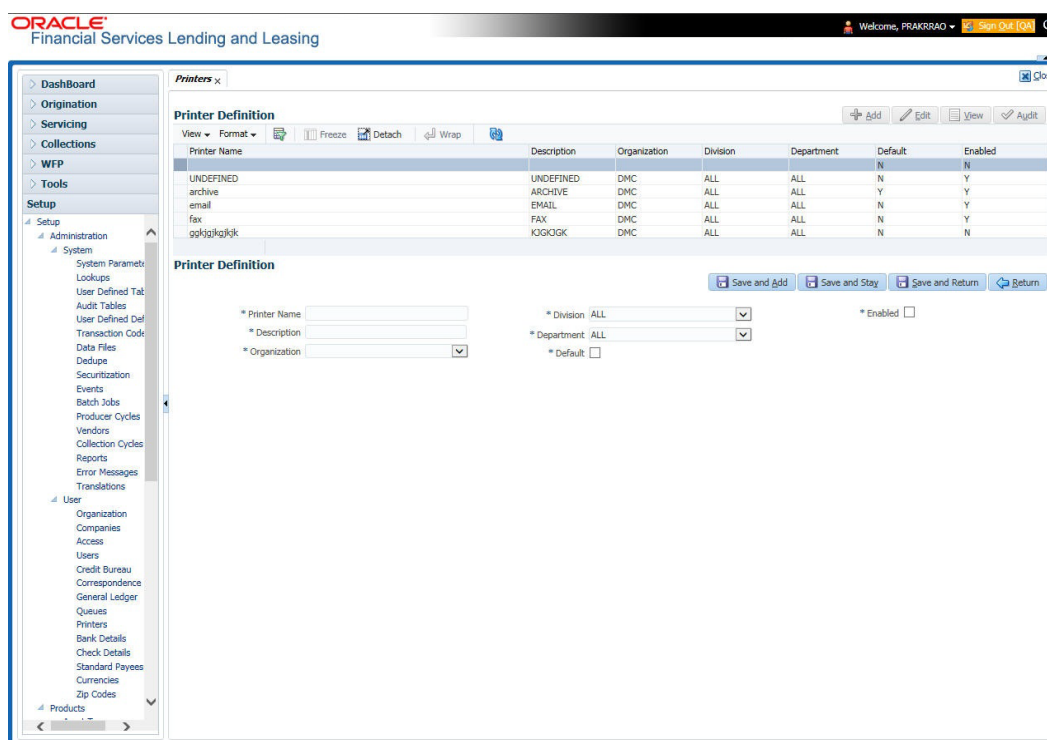 ORACLE
Financial Services Lending and Leasing
Welcome, PRAKRRAO
Sign Out [QA]
DashBoard
Origination
Servicing
Collections
WFP
Tools
Setup
Setup
Administration
System
System Paramete
Lookups
User Defined Tab
Audit Tables
User Defined Def
Transaction Code
Data Files
Dedupe
Securitization
Events
Batch Jobs
Producer Cycles
Vendors
Collection Cycles
Reports
Error Messages
Translations
User
Organization
Companies
Access
Users
Credit Bureau
Correspondence
General Ledger
Queues
Printers
Bank Details
Check Details
Standard Payees
Currencies
Zip Codes
Products
Printers x
Clo
Printer Definition
Add Edit View Audit
View Format Freeze Detach Wrap
Printer Name Description Organization Division Department Default Enabled
N N
UNDEFINED UNDEFINED DMC ALL ALL N Y
archive ARCHIVE DMC ALL ALL Y Y
email EMAIL DMC ALL ALL N Y
fax FAX DMC ALL ALL N Y
DMC ALL ALL N N
Printer Definition
Save and Add Save and Stay Save and Return Return
* Printer Name * Division ALL * Enabled
* Description * Department ALL
* Organization * Default